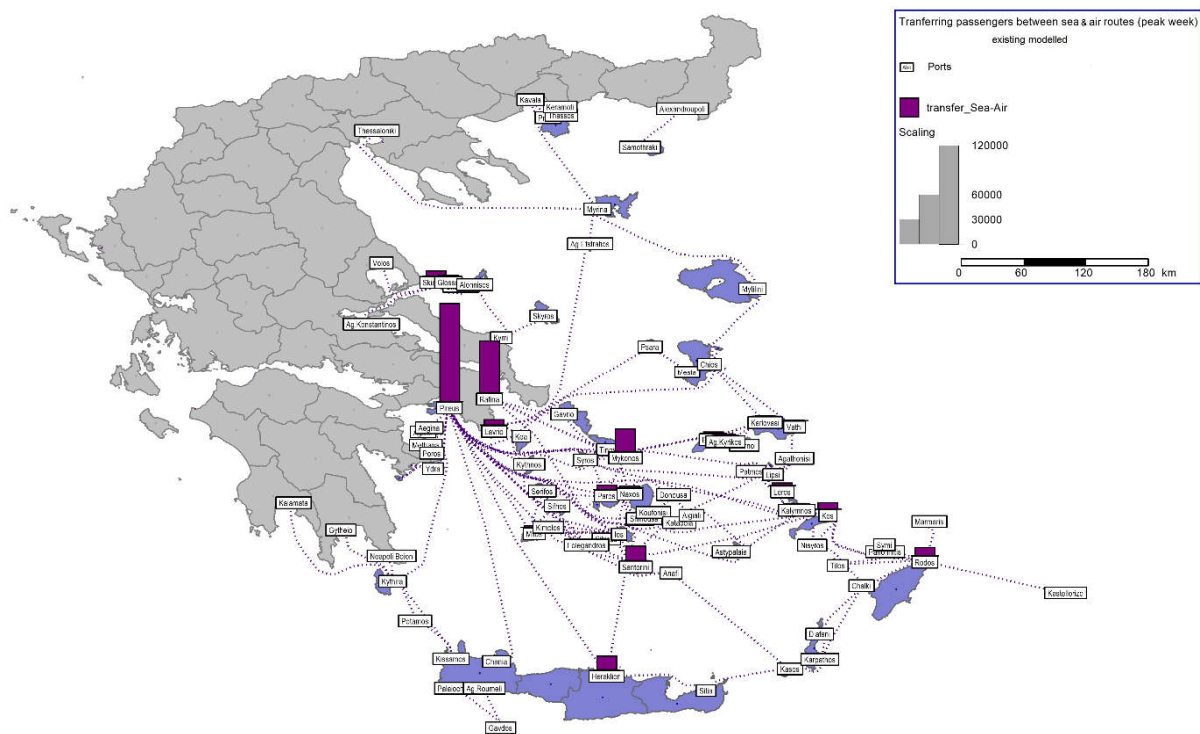 Tranferring passengers between sea & air routes (peak week)
existing modelled
Ports
transfer_Sea-Air
Scaling
120000
60000
30000
0
0 60 120 180 km
Kavala
Keramoti
Thassos
Alexandroupoli
Thessaloniki
Samothraki
Myrina
Ag.Efstratios
Volos
Glossa
Alonnisos
Mytilini
Ag.Konstantinos
Skyros
Kymi
Psara
Chios
Mesta
Rafina
Pireus
Gavrio
Aegina
Lavrio
Kea
Karlovasi
Vath
Methana
Ag.Kyrikos
Poros
Mykonos
Agathonisi
Ydra
Kythnos
Syros
Patmos
Lipsi
Leros
Kalamata
Serifos
Paros
Naxos
Donousa
Sifnos
Koufonis
Kalymnos
Kos
Aigiali
Katapola
Marmaris
Gytheio
Kimolos
Milos
Ios
Folegandros
Astypalaia
Nisyros
Symi
Neapoli Boion
Santorini
Tilos
Rodos
Kythira
Anafi
Chalki
Kastellorizo
Potamos
Diafani
Kissamos
Chania
Karpathos
Heraklion
Kasos
Ag.Roumeli
Sitia
Gavdos